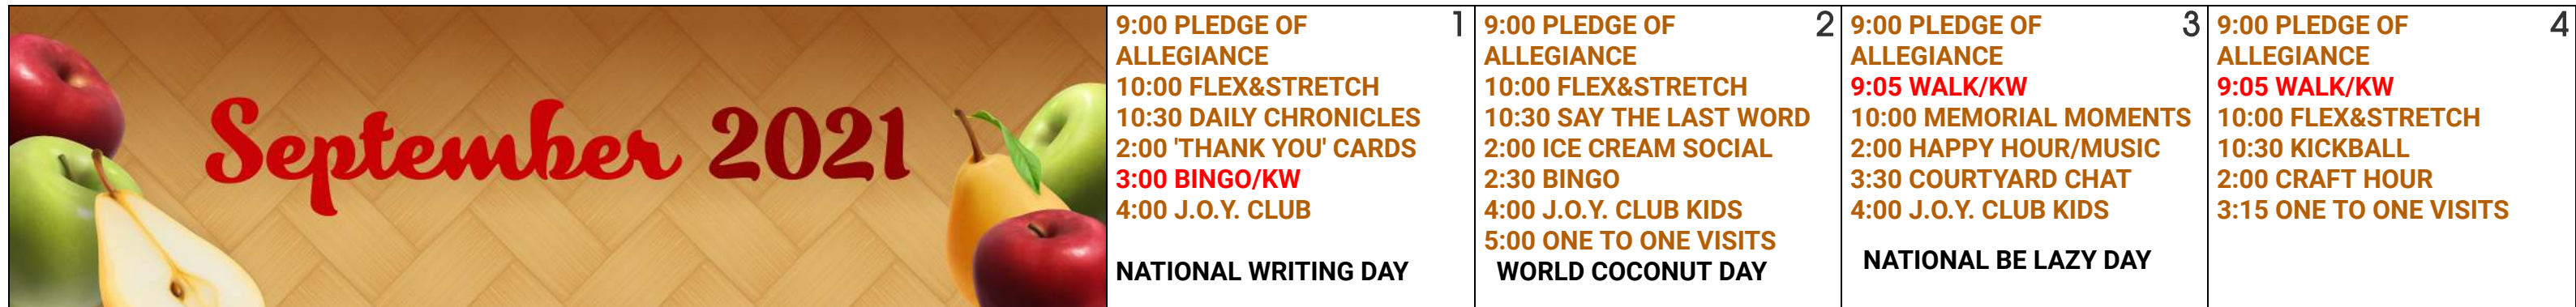 September 2021
1
9:00 PLEDGE OF
ALLEGIANCE
10:00 FLEX&STRETCH
10:30 DAILY CHRONICLES
2:00 'THANK YOU' CARDS
3:00 BINGO/KW
4:00 J.O.Y. CLUB
NATIONAL WRITING DAY
2
9:00 PLEDGE OF
ALLEGIANCE
10:00 FLEX&STRETCH
10:30 SAY THE LAST WORD
2:00 ICE CREAM SOCIAL
2:30 BINGO
4:00 J.O.Y. CLUB KIDS
5:00 ONE TO ONE VISITS
WORLD COCONUT DAY
3
9:00 PLEDGE OF
ALLEGIANCE
9:05 WALK/KW
10:00 MEMORIAL MOMENTS
2:00 HAPPY HOUR/MUSIC
3:30 COURTYARD CHAT
4:00 J.O.Y. CLUB KIDS
NATIONAL BE LAZY DAY
4
9:00 PLEDGE OF
ALLEGIANCE
9:05 WALK/KW
10:00 FLEX&STRETCH
10:30 KICKBALL
2:00 CRAFT HOUR
3:15 ONE TO ONE VISITS